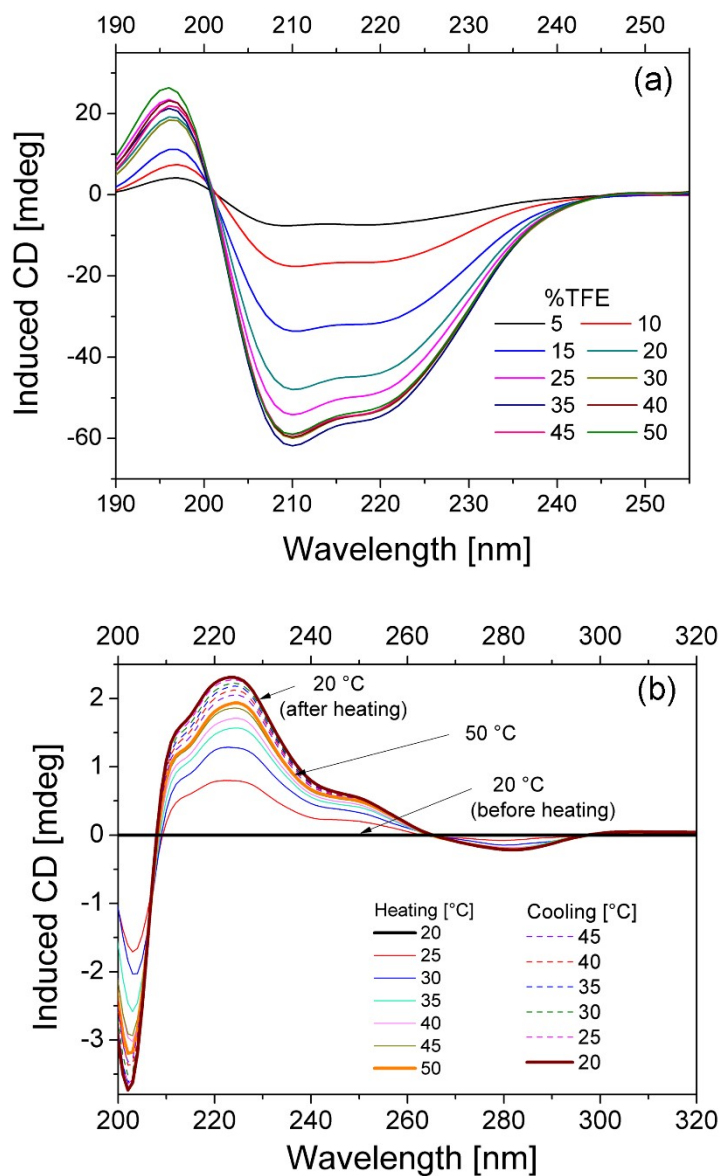 190 200 210 220 230 240 250
(a)
20
0
-20
-40
-60
Induced CD [mdeg]
%TFE
5 10
15 20
25 30
35 40
45 50
190 200 210 220 230 240 250
Wavelength [nm]
200 220 240 260 280 300 320
(b)
2
1
0
-1
-2
-3
Induced CD [mdeg]
20 °C
(after heating)
50 °C
20 °C
(before heating)
Heating [°C]
20
25
30
35
40
45
50
Cooling [°C]
45
40
35
30
25
20
200 220 240 260 280 300 320
Wavelength [nm]